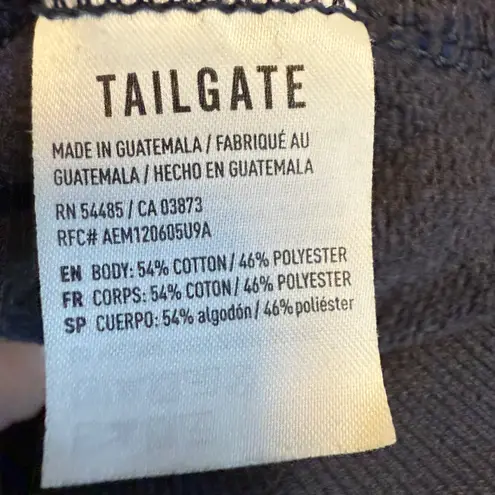 TAILGATE
MADE IN GUATEMALA / FABRIQUÉ AU
GUATEMALA / HECHO EN GUATEMALA
RN 54485 / CA 03873
RFC# AEM120605U9A
EN BODY: 54% COTTON / 46% POLYESTER
FR CORPS: 54% COTON / 46% POLYESTER
SP CUERPO: 54% algodón / 46% poliéster